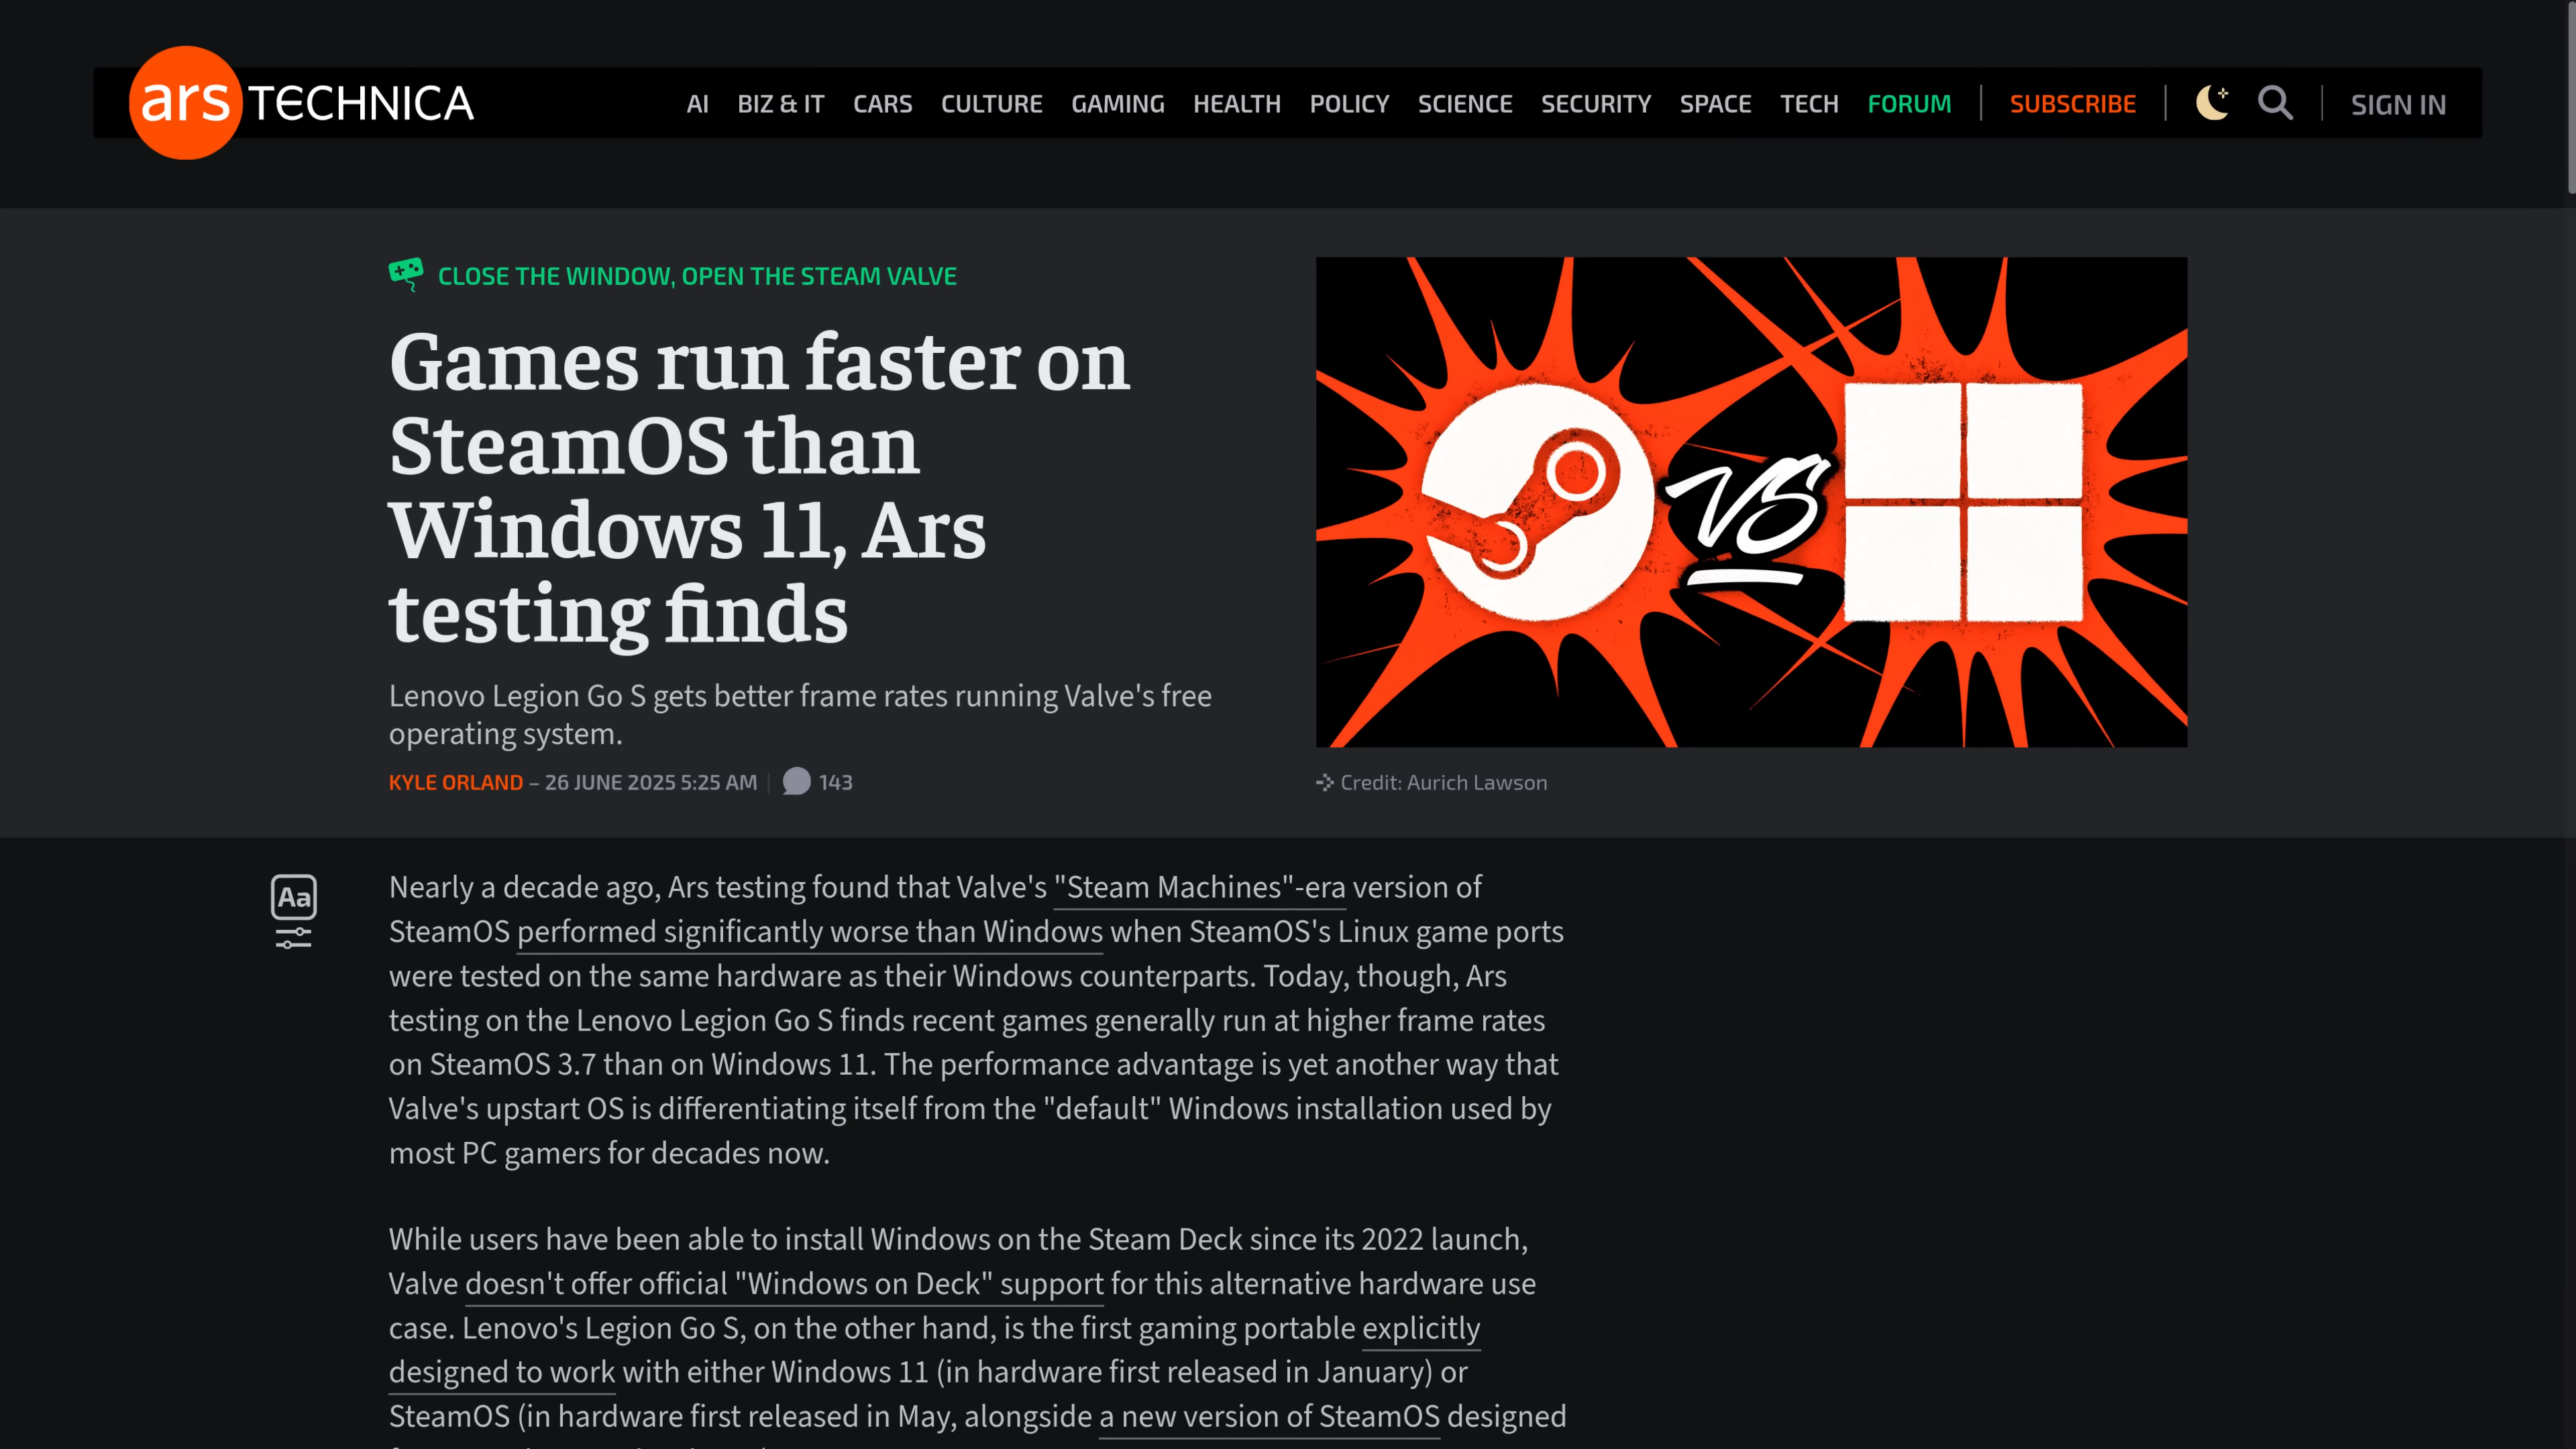 ars TECHNICA
AI BIZ & IT CARS CULTURE GAMING HEALTH POLICY SCIENCE SECURITY SPACE TECH FORUM SUBSCRIBE SIGN IN
CLOSE THE WINDOW, OPEN THE STEAM VALVE
Games run faster on
SteamOS than
Windows 11, Ars
testing finds
Lenovo Legion Go S gets better frame rates running Valve's free
operating system.
KYLE ORLAND – 26 JUNE 2025 5:25 AM 143
VS
Credit: Aurich Lawson
Aa
Nearly a decade ago, Ars testing found that Valve's "Steam Machines"-era version of
SteamOS performed significantly worse than Windows when SteamOS's Linux game ports
were tested on the same hardware as their Windows counterparts. Today, though, Ars
testing on the Lenovo Legion Go S finds recent games generally run at higher frame rates
on SteamOS 3.7 than on Windows 11. The performance advantage is yet another way that
Valve's upstart OS is differentiating itself from the "default" Windows installation used by
most PC gamers for decades now.
While users have been able to install Windows on the Steam Deck since its 2022 launch,
Valve doesn't offer official "Windows on Deck" support for this alternative hardware use
case. Lenovo's Legion Go S, on the other hand, is the first gaming portable explicitly
designed to work with either Windows 11 (in hardware first released in January) or
SteamOS (in hardware first released in May, alongside a new version of SteamOS designed